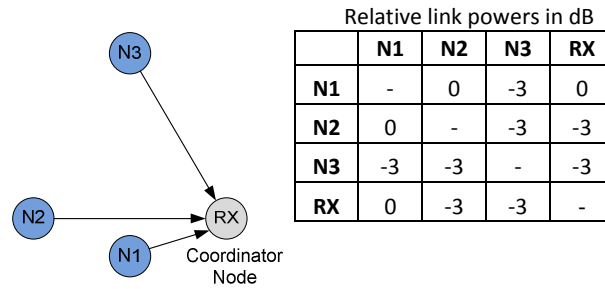 Relative link powers in dB
N1 N2 N3 RX
N1 - 0 -3 0
N2 0 - -3 -3
N3 -3 -3 - -3
RX 0 -3 -3 -
N3
N2
RX
N1
Coordinator
Node